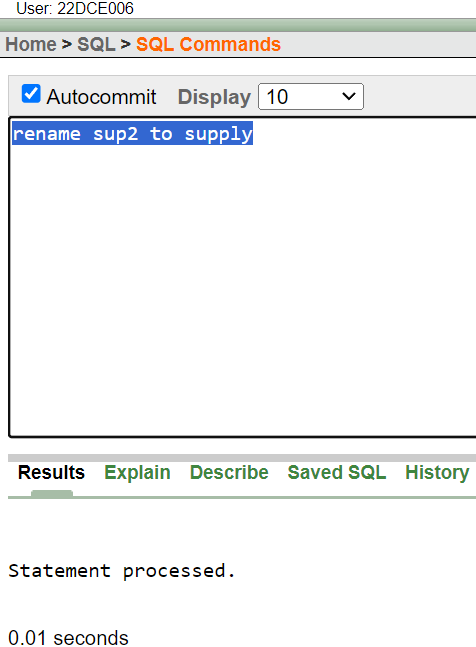 User: 22DCE006
Home > SQL > SQL Commands
Autocommit Display 10
rename sup2 to supply
Results Explain Describe Saved SQL History
Statement processed.
0.01 seconds